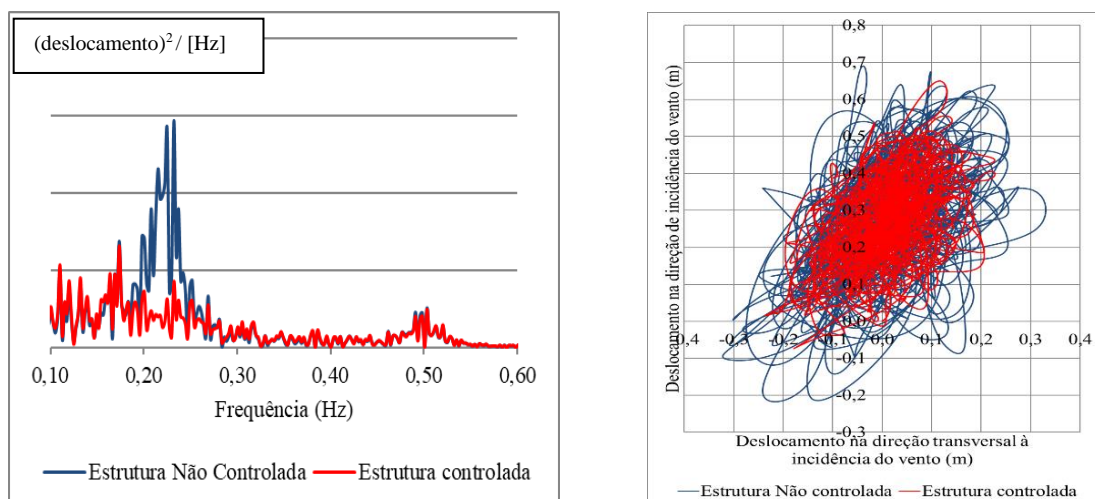 (deslocamento)² / [Hz]
0,10 0,20 0,30 0,40 0,50 0,60
Frequência (Hz)
Estrutura Não Controlada Estrutura controlada
Deslocamento na direção de incidência do vento (m)
0,8
0,7
0,6
0,5
0,4
0,3
0,2
0,1
0,0
-0,1
-0,2
-0,3
0,4 -0,3 -0,2 -0,1 0,0 0,1 0,2 0,3 0,4
Deslocamento na direção transversal à
incidência do vento (m)
Estrutura Não controlada Estrutura controlada